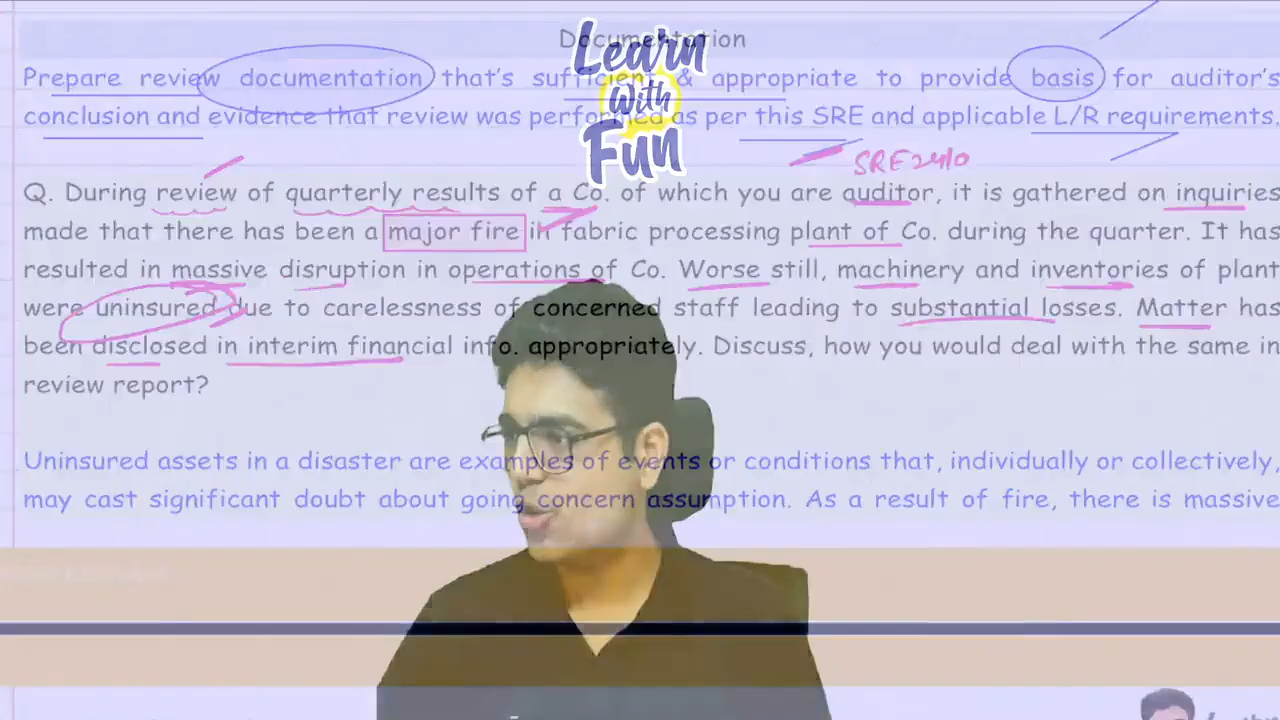 Documentation
Learn
With
Fun
Prepare review documentation that's sufficient & appropriate to provide basis for auditor's
conclusion and evidence that review was performed as per this SRE and applicable L/R requirements.
SRE2410
Q. During review of quarterly results of a Co. of which you are auditor, it is gathered on inquiries
made that there has been a major fire in fabric processing plant of Co. during the quarter. It has
resulted in massive disruption in operations of Co. Worse still, machinery and inventories of plant
were uninsured due to carelessness of concerned staff leading to substantial losses. Matter has
been disclosed in interim financial info. appropriately. Discuss, how you would deal with the same in
review report?
Uninsured assets in a disaster are examples of events or conditions that, individually or collectively,
may cast significant doubt about going concern assumption. As a result of fire, there is massive